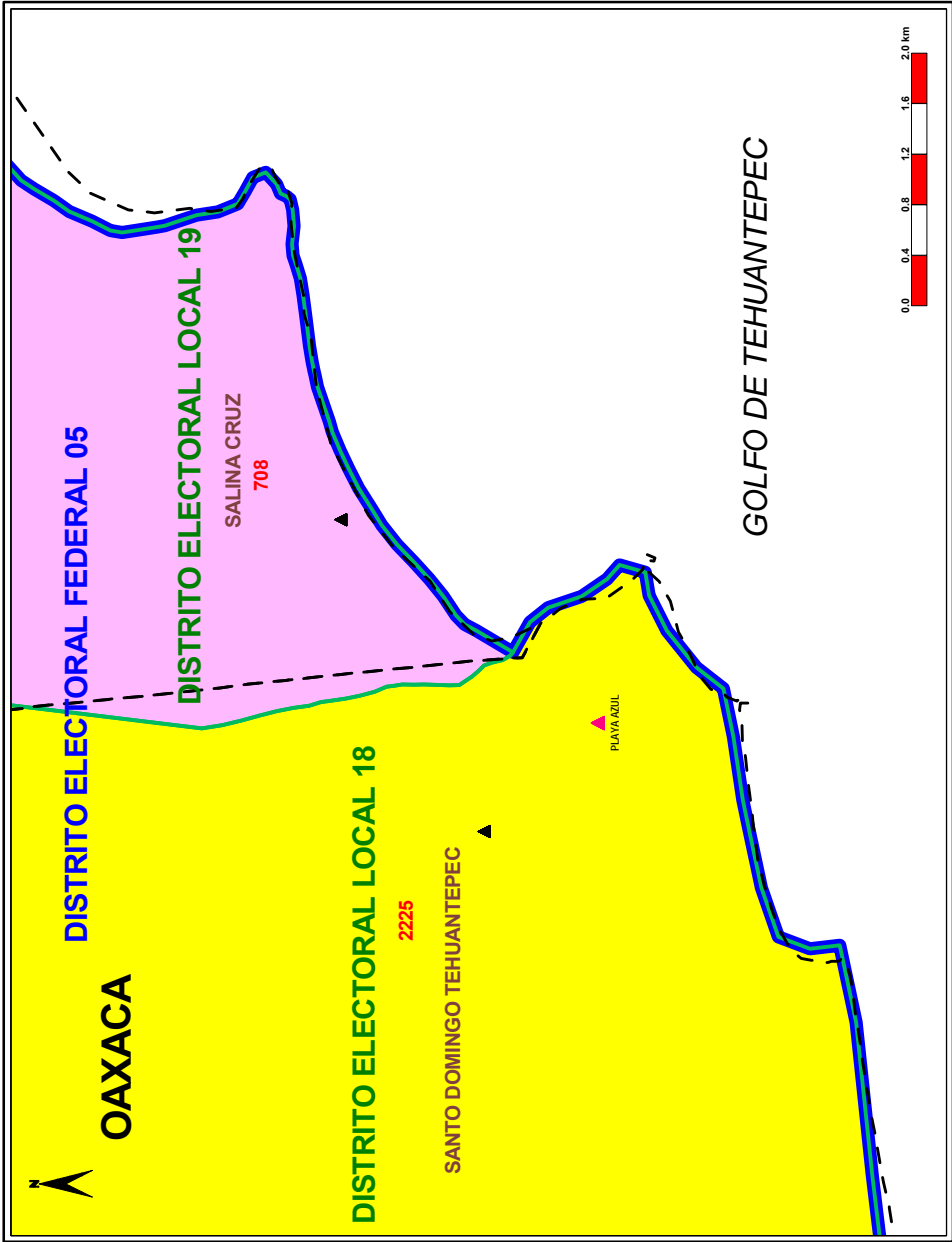 N
OAXACA
DISTRITO ELECTORAL FEDERAL 05
DISTRITO ELECTORAL LOCAL 19
SALINA CRUZ
708
DISTRITO ELECTORAL LOCAL 18
2225
SANTO DOMINGO TEHUANTEPEC
PLAYA AZUL
GOLFO DE TEHUANTEPEC
0.0 0.4 0.8 1.2 1.6 2.0 km